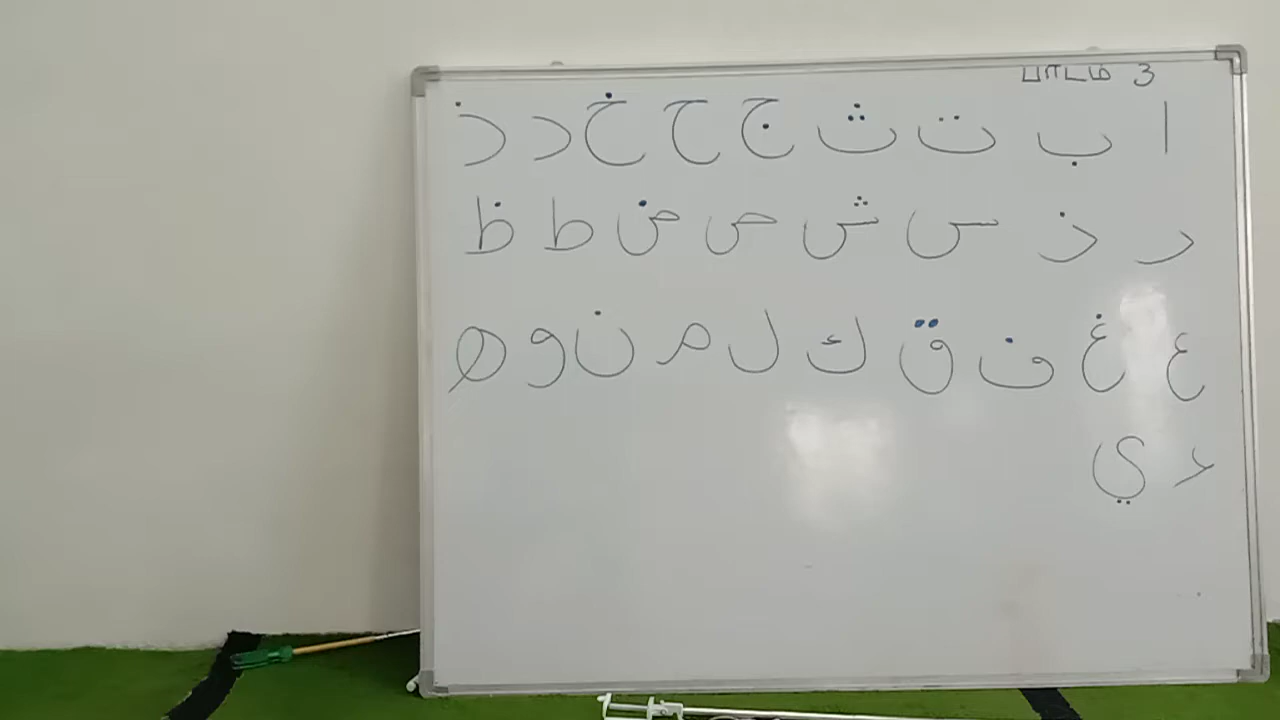 பாடம் 3
ا ب ت ث ج ح خ د ذ
ر ز س ش ص ض ط ظ
ع غ ف ق ك ل م ن و ه
ء ي